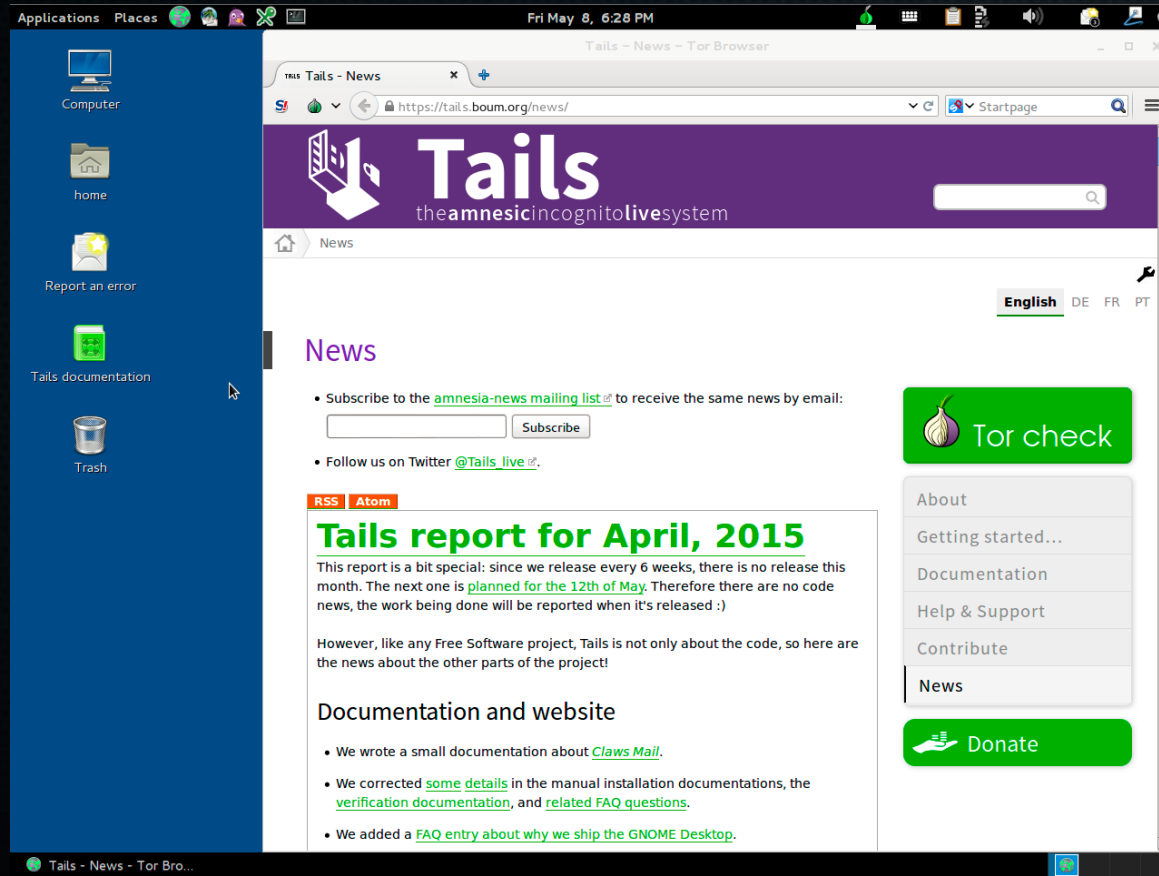 Applications Places Fri May 8, 6:28 PM
Computer
home
Report an error
Tails documentation
Trash
Tails - News - Tor Browser
TAILS Tails - News
https://tails.boum.org/news/ Startpage
Tails
theamnesicincognitolivesystem
News
English DE FR PT
News
• Subscribe to the amnesia-news mailing list to receive the same news by email:
Subscribe
• Follow us on Twitter @Tails_live.
RSS Atom
Tails report for April, 2015
This report is a bit special: since we release every 6 weeks, there is no release this
month. The next one is planned for the 12th of May. Therefore there are no code
news, the work being done will be reported when it's released :)
However, like any Free Software project, Tails is not only about the code, so here are
the news about the other parts of the project!
Documentation and website
• We wrote a small documentation about Claws Mail.
• We corrected some details in the manual installation documentations, the
verification documentation, and related FAQ questions.
• We added a FAQ entry about why we ship the GNOME Desktop.
Tor check
About
Getting started...
Documentation
Help & Support
Contribute
News
Donate
Tails - News - Tor Bro...